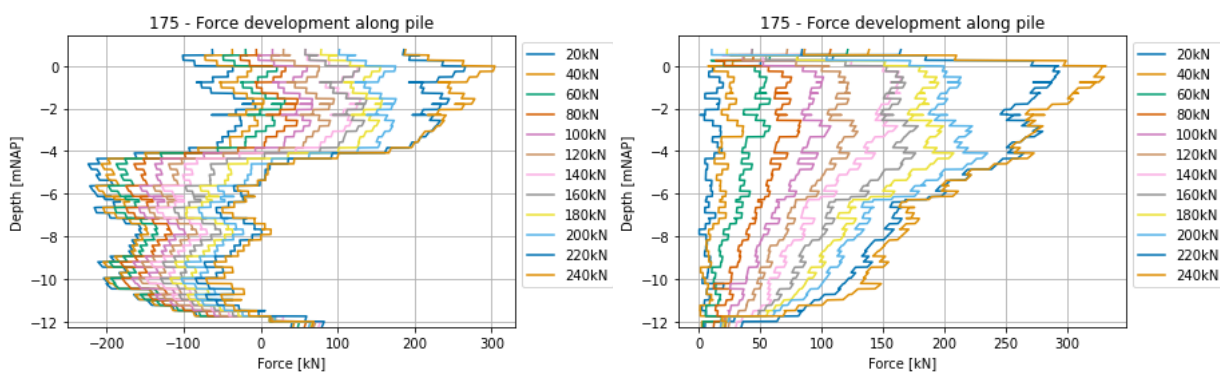 175 - Force development along pile
Depth [mNAP]
0
−2
−4
−6
−8
−10
−12
−200
−100
0
100
200
300
Force [kN]
20kN
40kN
60kN
80kN
100kN
120kN
140kN
160kN
180kN
200kN
220kN
240kN
175 - Force development along pile
Depth [mNAP]
0
−2
−4
−6
−8
−10
−12
0
50
100
150
200
250
300
Force [kN]
20kN
40kN
60kN
80kN
100kN
120kN
140kN
160kN
180kN
200kN
220kN
240kN